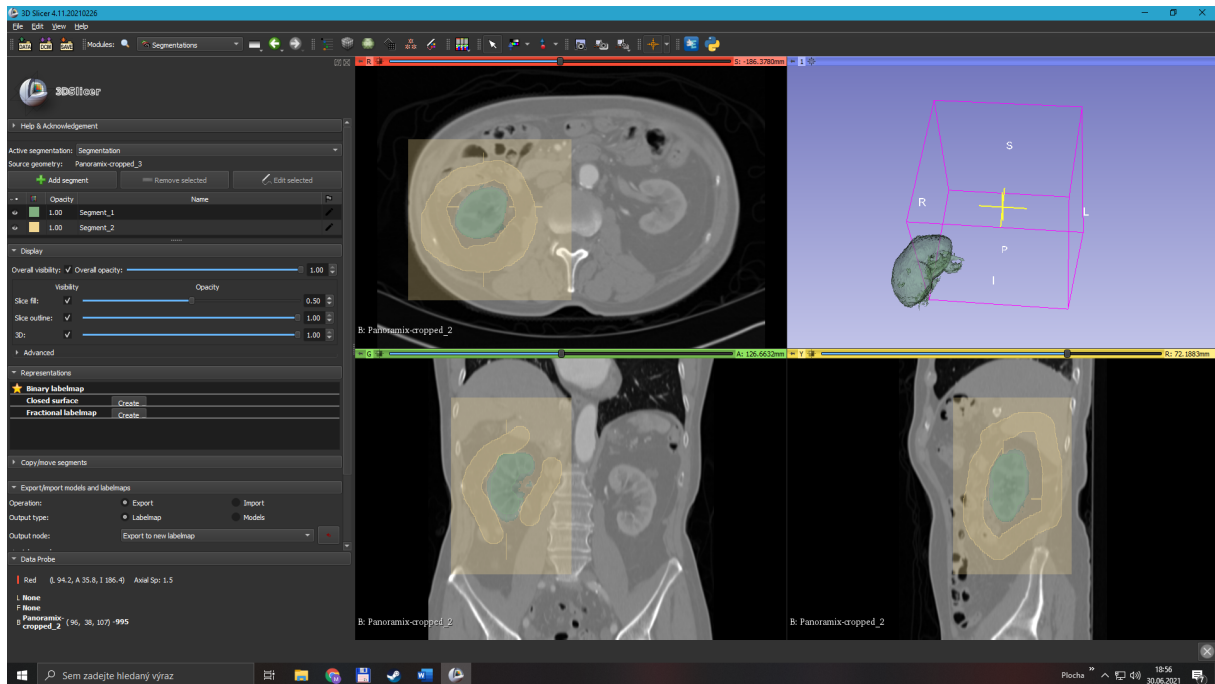 3D Slicer 4.11.20210226
File Edit View Help
DATA DCM SAVE Modules: Segmentations
3DSlicer
Help & Acknowledgement
Active segmentation: Segmentation
Source geometry: Panoramix-cropped_3
Add segment Remove selected Edit selected
Opacity Name
1.00 Segment_1
1.00 Segment_2
Display
Overall visibility: Overall opacity: 1.00
Visibility Opacity
Slice fill: 0.50
Slice outline: 1.00
3D: 1.00
Advanced
Representations
Binary labelmap
Closed surface Create
Fractional labelmap Create
Copy/move segments
Export/import models and labelmaps
Operation: Export Import
Output type: Labelmap Models
Output node: Export to new labelmap
Data Probe
Red (L 94.2, A 35.8, I 186.4) Axial Sp: 1.5
L None
F None
B Panoramix-cropped_2 ( 96, 38, 107) -995
R S: -186.3780mm
B: Panoramix-cropped_2
1
S
R
L
P
I
G A: 126.6632mm
B: Panoramix-cropped_2
Y R: 72.1883mm
B: Panoramix-cropped_2
Sem zadejte hledaný výraz
Plocha
18:56
30.06.2021